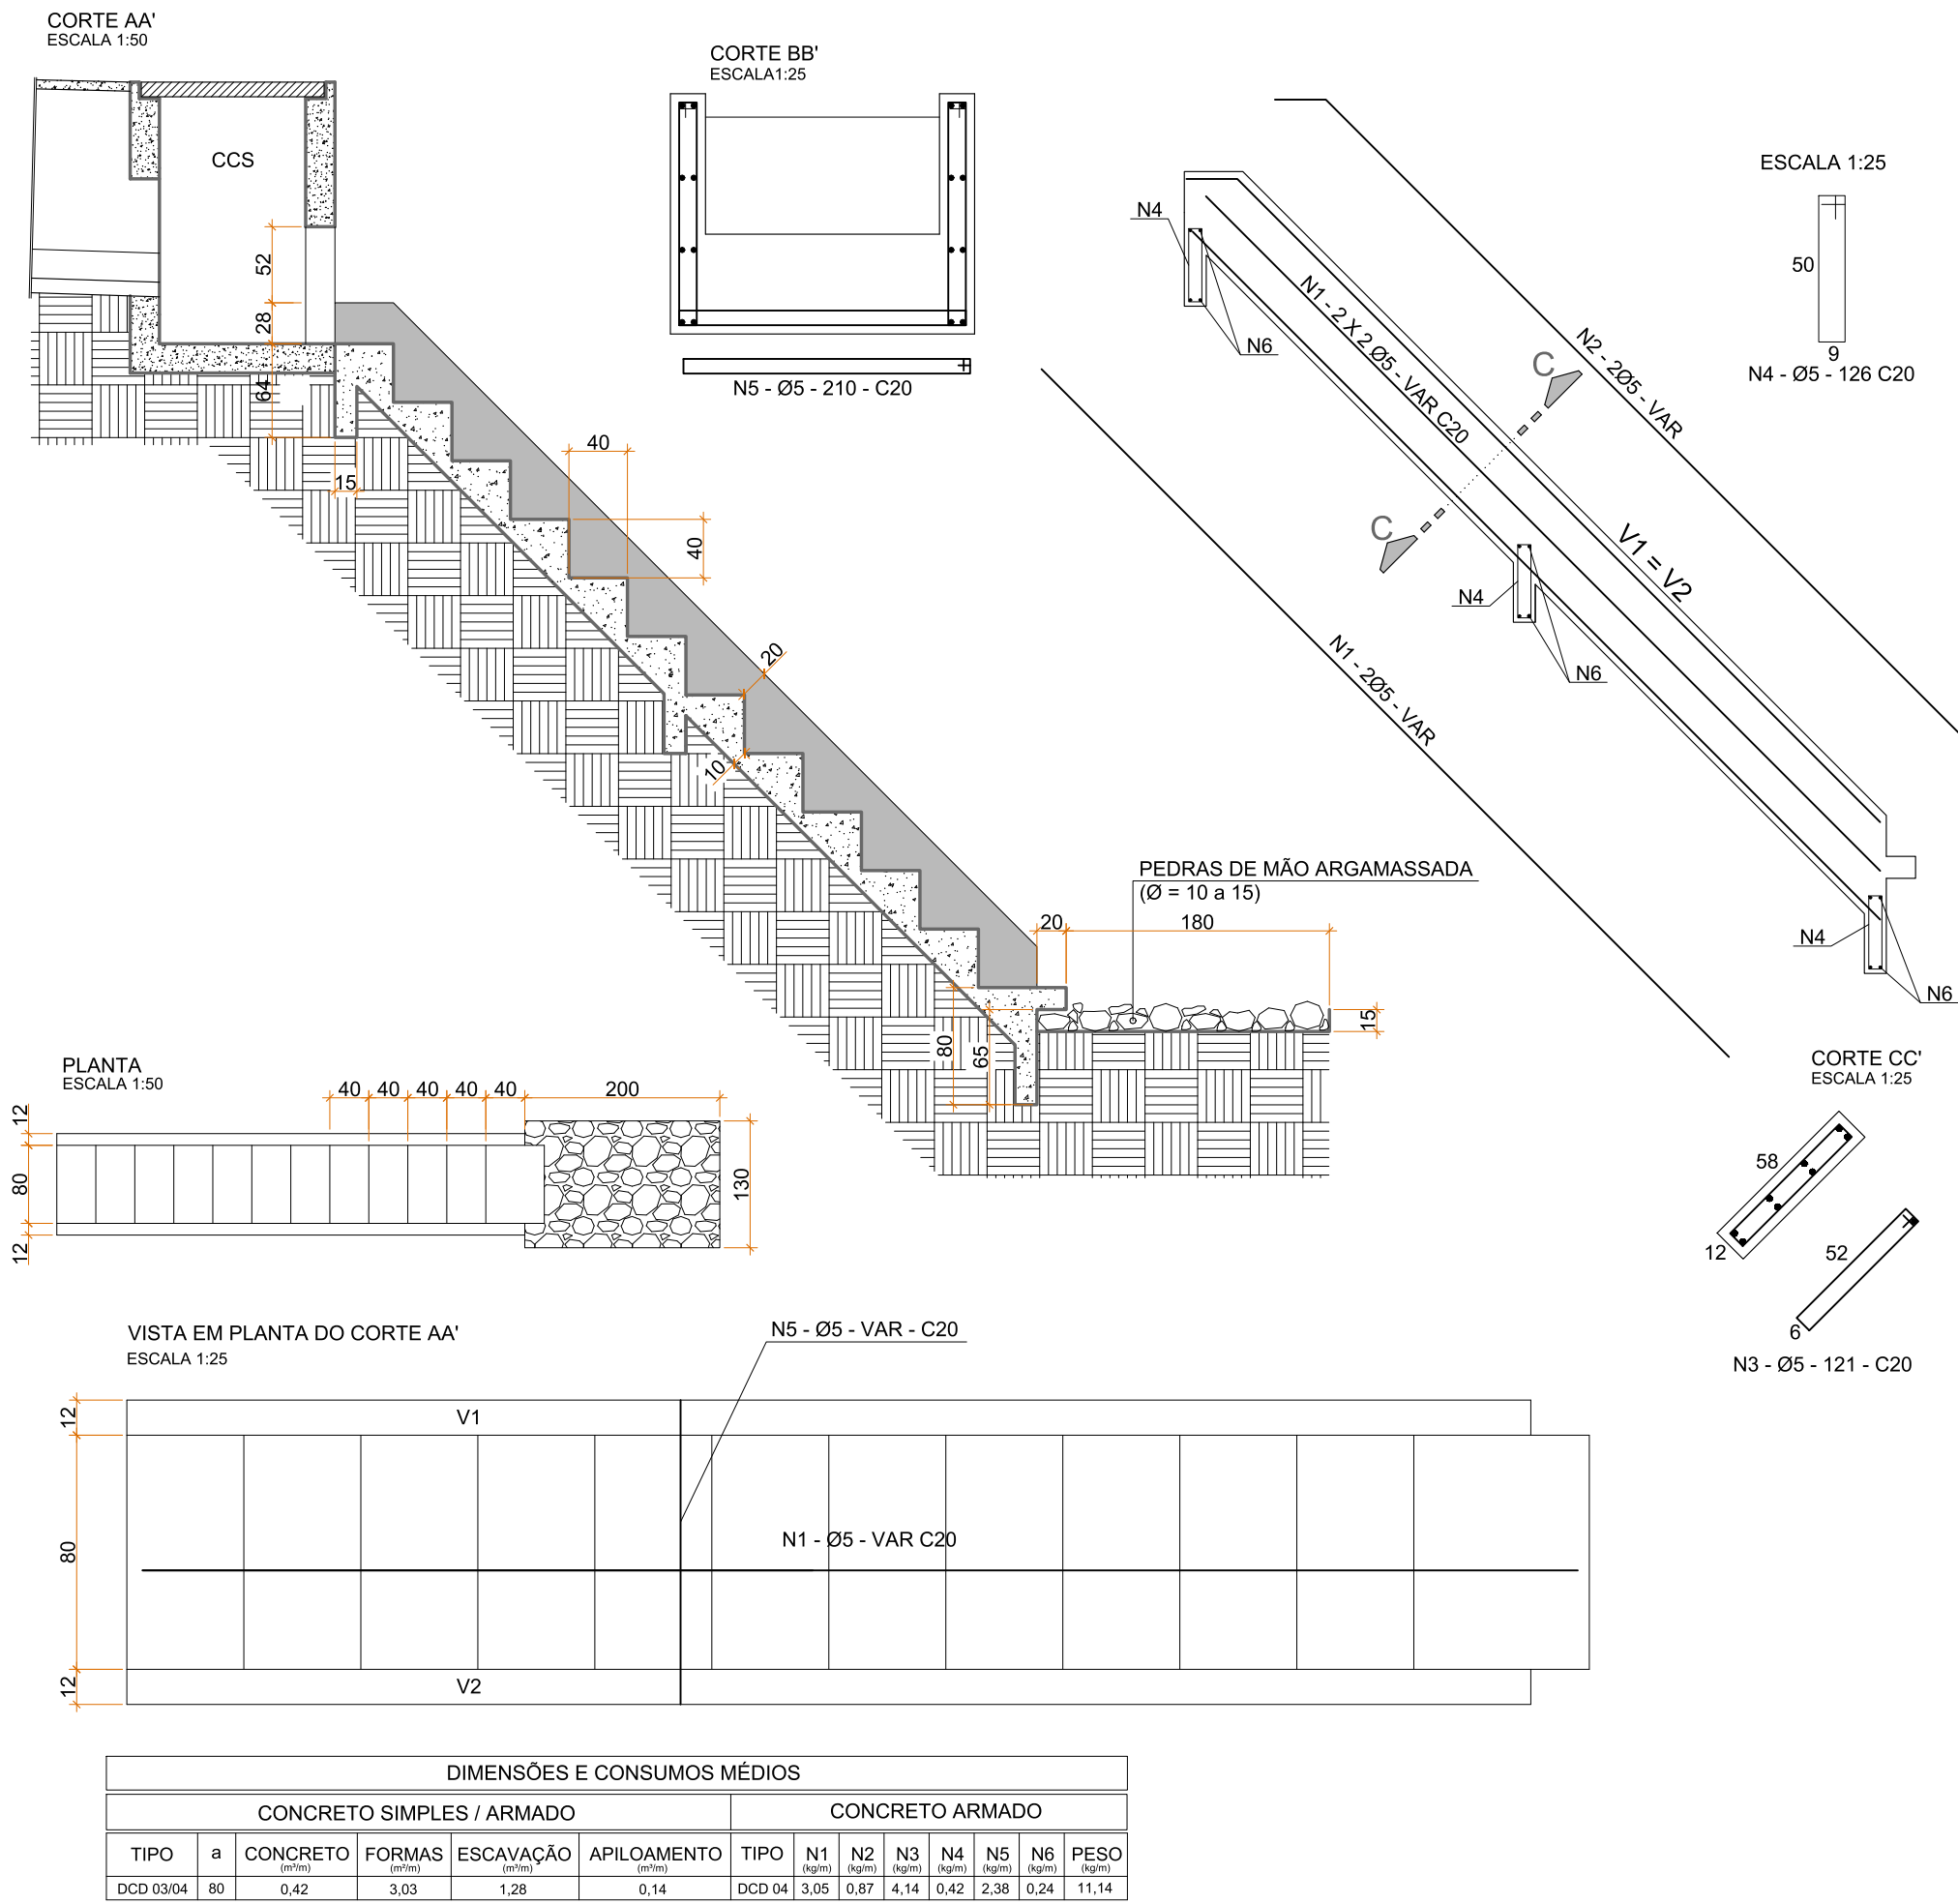 CORTE AA'
ESCALA 1:50
CCS
52
28
64
15
40
40
20
10
CORTE BB'
ESCALA1:25
N5 - Ø5 - 210 - C20
N4
N6
N1 - 2 X 2 Ø5 - VAR C20
N2 - 2Ø5 - VAR
C
C
V1 = V2
N4
N6
N1 - 2Ø5 - VAR
N4
N6
ESCALA 1:25
50
9
N4 - Ø5 - 126 C20
PEDRAS DE MÃO ARGAMASSADA
(Ø = 10 a 15)
20
180
15
80
65
PLANTA
ESCALA 1:50
40 40 40 40 40 200
12
80
12
130
CORTE CC'
ESCALA 1:25
58
12
52
6
N3 - Ø5 - 121 - C20
VISTA EM PLANTA DO CORTE AA'
ESCALA 1:25
N5 - Ø5 - VAR - C20
12
V1
80
N1 - Ø5 - VAR C20
12
V2
DIMENSÕES E CONSUMOS MÉDIOS
CONCRETO SIMPLES / ARMADO CONCRETO ARMADO
TIPO a CONCRETO FORMAS ESCAVAÇÃO APILOAMENTO TIPO N1 N2 N3 N4 N5 N6 PESO
(m³/m) (m²/m) (m³/m) (m³/m) (kg/m) (kg/m) (kg/m) (kg/m) (kg/m) (kg/m) (kg/m)
DCD 03/04 80 0,42 3,03 1,28 0,14 DCD 04 3,05 0,87 4,14 0,42 2,38 0,24 11,14